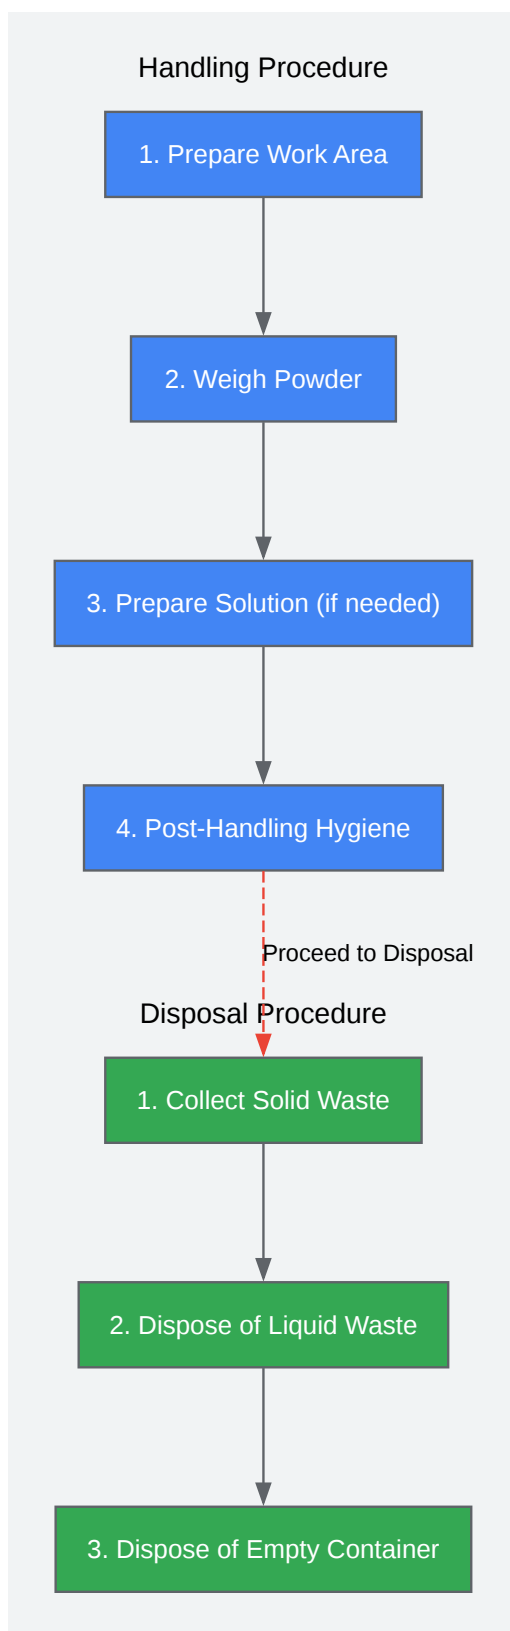 Handling Procedure
1. Prepare Work Area
2. Weigh Powder
3. Prepare Solution (if needed)
4. Post-Handling Hygiene
Proceed to Disposal
Disposal Procedure
1. Collect Solid Waste
2. Dispose of Liquid Waste
3. Dispose of Empty Container